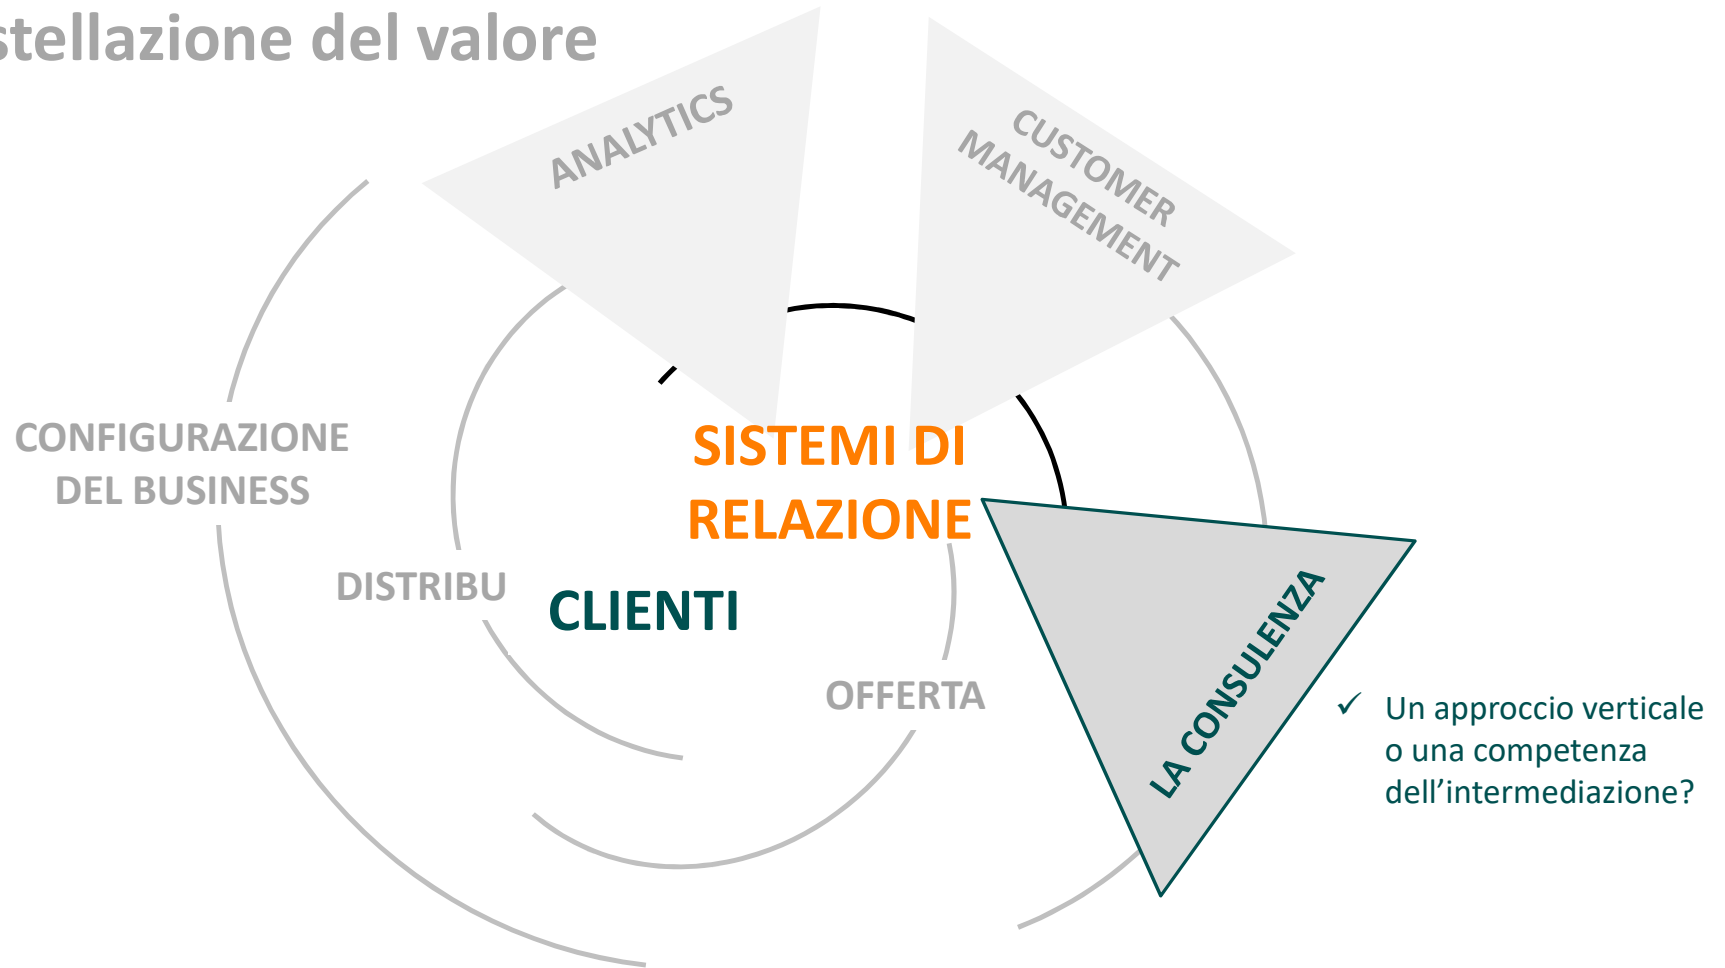 stellazione del valore
ANALYTICS
CUSTOMER
MANAGEMENT
CONFIGURAZIONE
DEL BUSINESS
SISTEMI DI
RELAZIONE
DISTRIBU
CLIENTI
OFFERTA
LA CONSULENZA
✓ Un approccio verticale
o una competenza
dell’intermediazione?